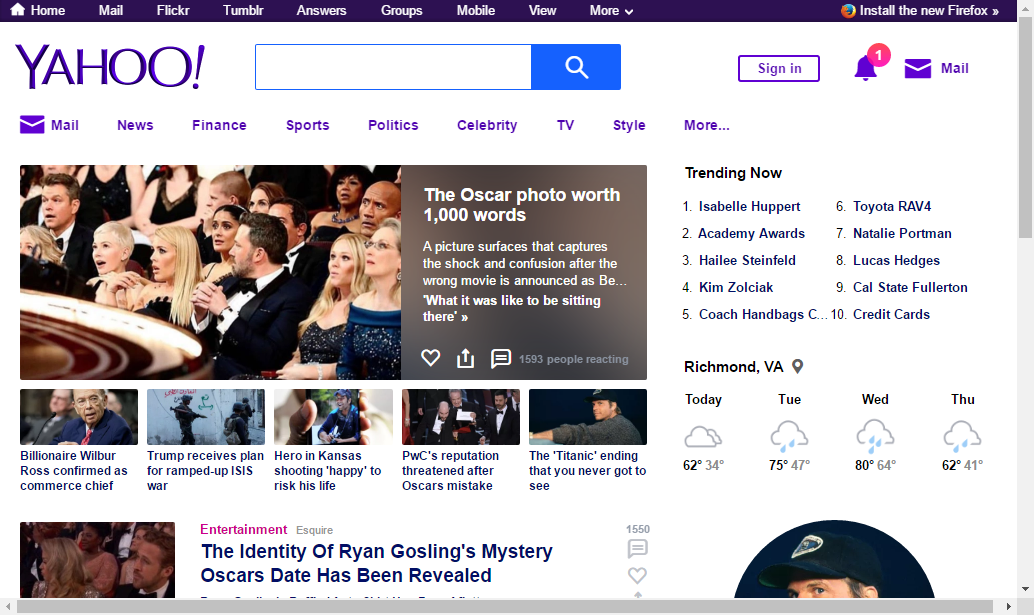 Home Mail Flickr Tumblr Answers Groups Mobile View More Install the new Firefox »
YAHOO!
Sign in
1
Mail
Mail News Finance Sports Politics Celebrity TV Style More...
The Oscar photo worth
1,000 words
A picture surfaces that captures
the shock and confusion after the
wrong movie is announced as Be...
'What it was like to be sitting
there' »
1593 people reacting
Billionaire Wilbur
Ross confirmed as
commerce chief
Trump receives plan
for ramped-up ISIS
war
Hero in Kansas
shooting 'happy' to
risk his life
PwC's reputation
threatened after
Oscars mistake
The 'Titanic' ending
that you never got to
see
Entertainment Esquire
The Identity Of Ryan Gosling's Mystery
Oscars Date Has Been Revealed
1550
Trending Now
1. Isabelle Huppert
2. Academy Awards
3. Hailee Steinfeld
4. Kim Zolciak
5. Coach Handbags C...
6. Toyota RAV4
7. Natalie Portman
8. Lucas Hedges
9. Cal State Fullerton
10. Credit Cards
Richmond, VA
Today Tue Wed Thu
62° 34° 75° 47° 80° 64° 62° 41°